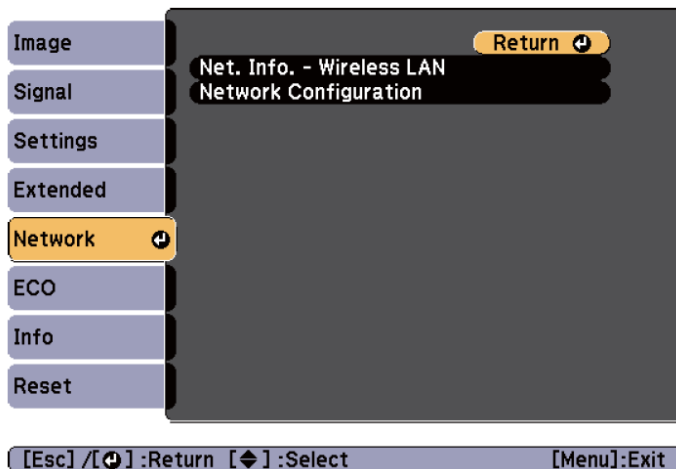 Image
Signal
Settings
Extended
Network
ECO
Info
Reset
Return
Net. Info. - Wireless LAN
Network Configuration
[Esc] /[⏎] :Return [◆] :Select [Menu]:Exit